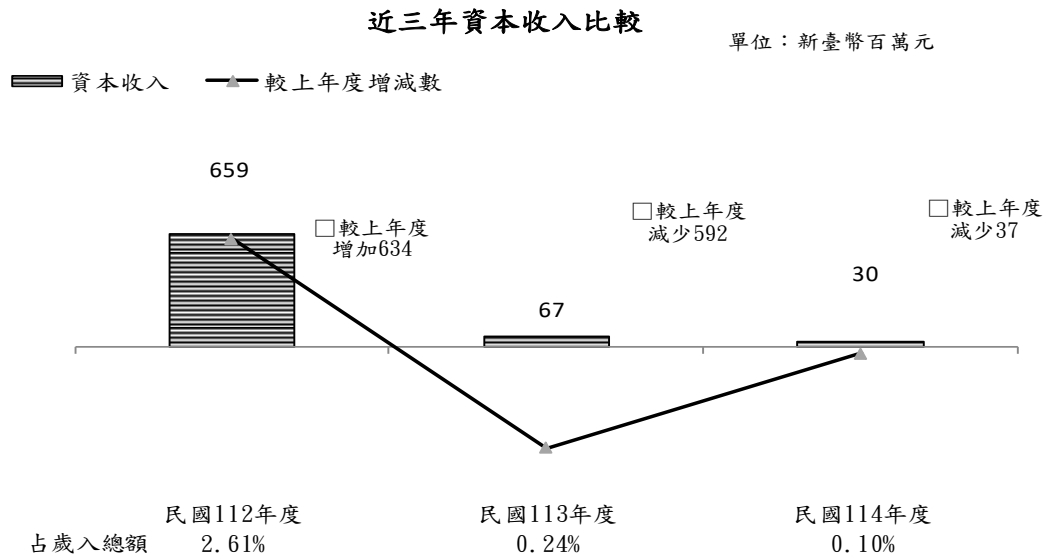 近三年資本收入比較
單位：新臺幣百萬元
資本收入 較上年度增減數
659
□較上年度
增加634
□較上年度
減少592
□較上年度
減少37
67
30
民國112年度 民國113年度 民國114年度
占歲入總額 2.61% 0.24% 0.10%